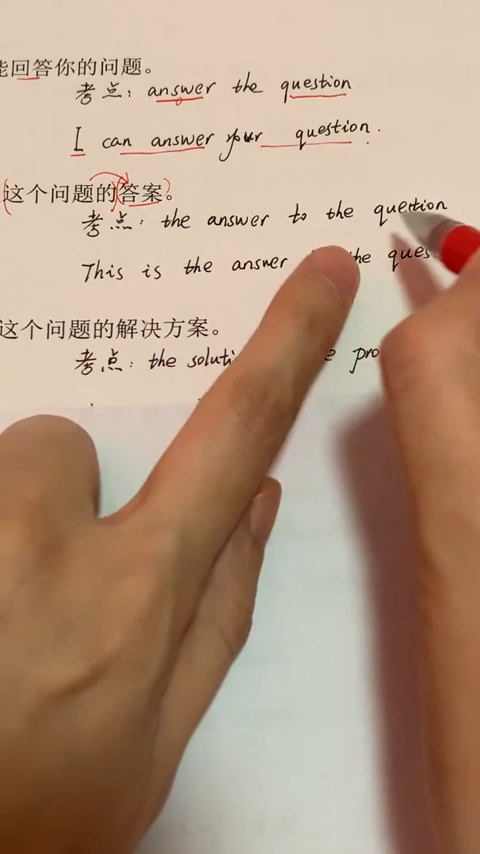 能回答你的问题。
考点: answer the question
I can answer your question.
这个问题的(答案)。
考点: the answer to the question
This is the answer the
这个问题的解决方案。
考点: the